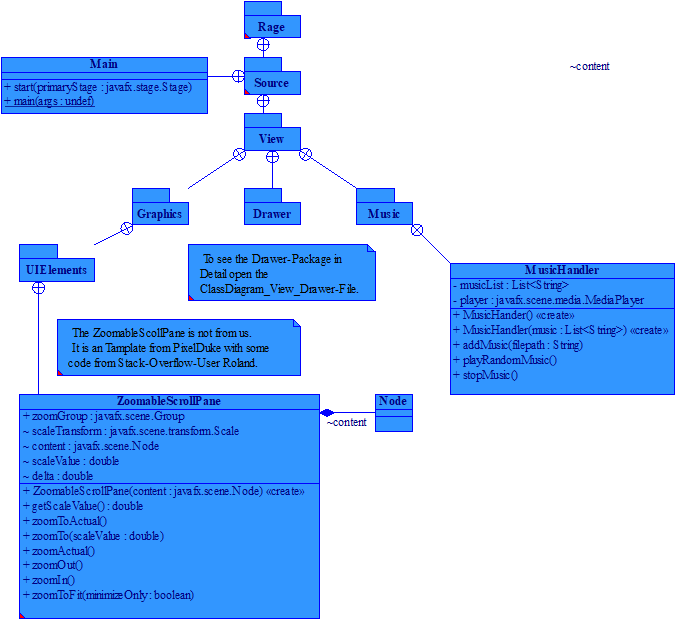 Rage
Main
+ start(primaryStage : javafx.stage.Stage)
+ main(args : undef)
Source
~content
View
Graphics
Drawer
Music
UIElements
To see the Drawer-Package in
Detail open the
ClassDiagram_View_Drawer-File.
MusicHandler
- musicList : List<String>
- player : javafx.scene.media.MediaPlayer
+ MusicHander() «create»
+ MusicHandler(music : List<String>) «create»
+ addMusic(filepath : String)
+ playRandomMusic()
+ stopMusic()
The ZoomableScollPane is not from us.
It is an Tamplate from PixelDuke with some
code from Stack-Overflow-User Roland.
ZoomableScrollPane
+ zoomGroup : javafx.scene.Group
~ scaleTransform : javafx.scene.transform.Scale
~ content : javafx.scene.Node
~ scaleValue : double
~ delta : double
+ ZoomableScrollPane(content : javafx.scene.Node) «create»
+ getScaleValue() : double
+ zoomToActual()
+ zoomTo(scaleValue : double)
+ zoomActual()
+ zoomOut()
+ zoomIn()
+ zoomToFit(minimizeOnly: boolean)
Node
~content